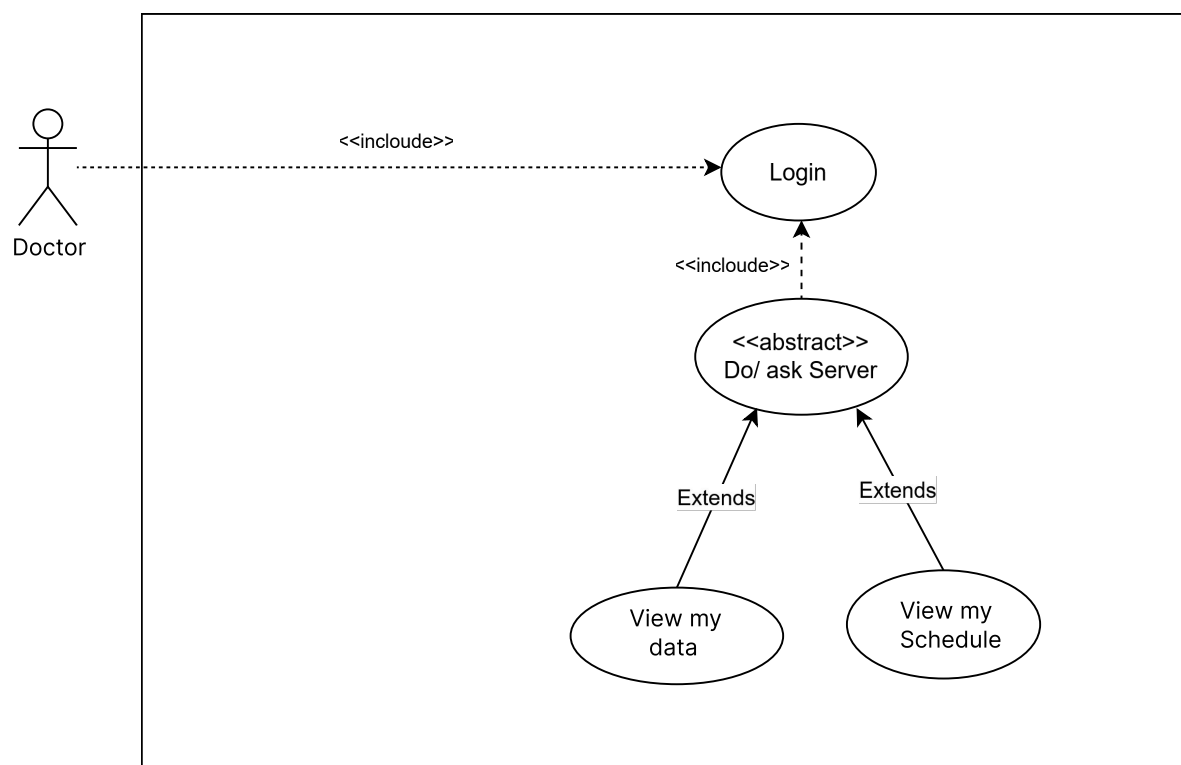 <<incloude>>
Login
Doctor
<<incloude>>
<<abstract>>
Do/ ask Server
Extends
Extends
View my
data
View my
Schedule